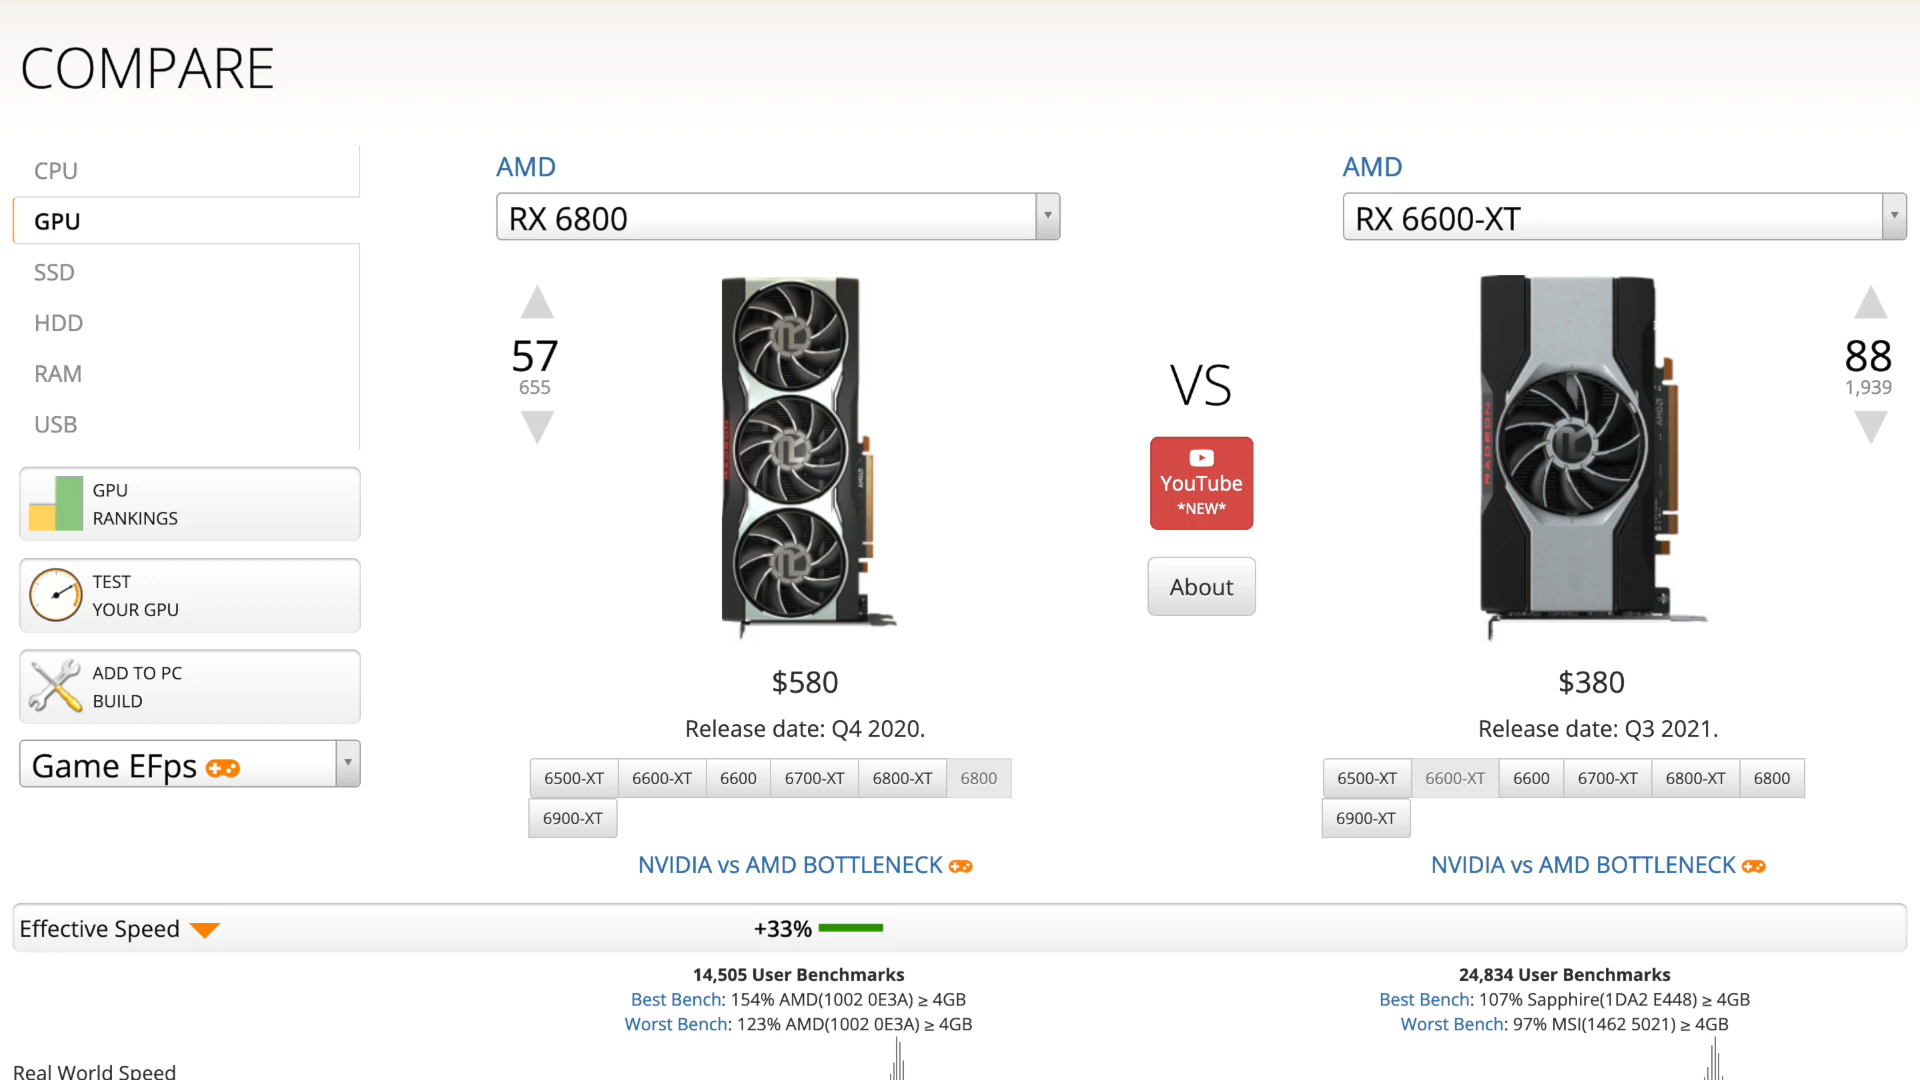 COMPARE
CPU
GPU
SSD
HDD
RAM
USB
GPU
RANKINGS
TEST
YOUR GPU
ADD TO PC
BUILD
Game EFps
AMD
RX 6800
57
655
RADEON
AMD
$580
Release date: Q4 2020.
6500-XT 6600-XT 6600 6700-XT 6800-XT 6800
6900-XT
NVIDIA vs AMD BOTTLENECK
VS
YouTube
*NEW*
About
AMD
RX 6600-XT
88
1,939
RADEON
AMD
$380
Release date: Q3 2021.
6500-XT 6600-XT 6600 6700-XT 6800-XT 6800
6900-XT
NVIDIA vs AMD BOTTLENECK
Effective Speed +33%
14,505 User Benchmarks
Best Bench: 154% AMD(1002 0E3A) ≥ 4GB
Worst Bench: 123% AMD(1002 0E3A) ≥ 4GB
24,834 User Benchmarks
Best Bench: 107% Sapphire(1DA2 E448) ≥ 4GB
Worst Bench: 97% MSI(1462 5021) ≥ 4GB
Real World Speed